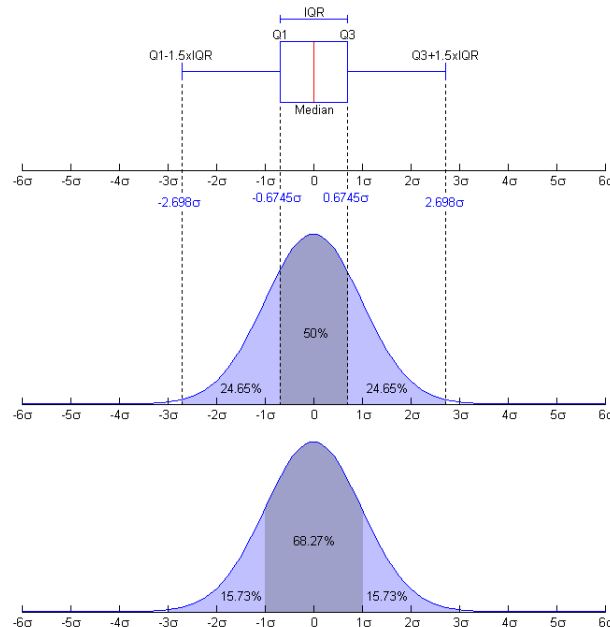 IQR
Q1 Q3
Q1-1.5xIQR Q3+1.5xIQR
Median
-6σ -5σ -4σ -3σ -2σ -1σ 0 1σ 2σ 3σ 4σ 5σ 6σ
-2.698σ -0.6745σ 0.6745σ 2.698σ
50%
24.65% 24.65%
-6σ -5σ -4σ -3σ -2σ -1σ 0 1σ 2σ 3σ 4σ 5σ 6σ
68.27%
15.73% 15.73%
-6σ -5σ -4σ -3σ -2σ -1σ 0 1σ 2σ 3σ 4σ 5σ 6σ